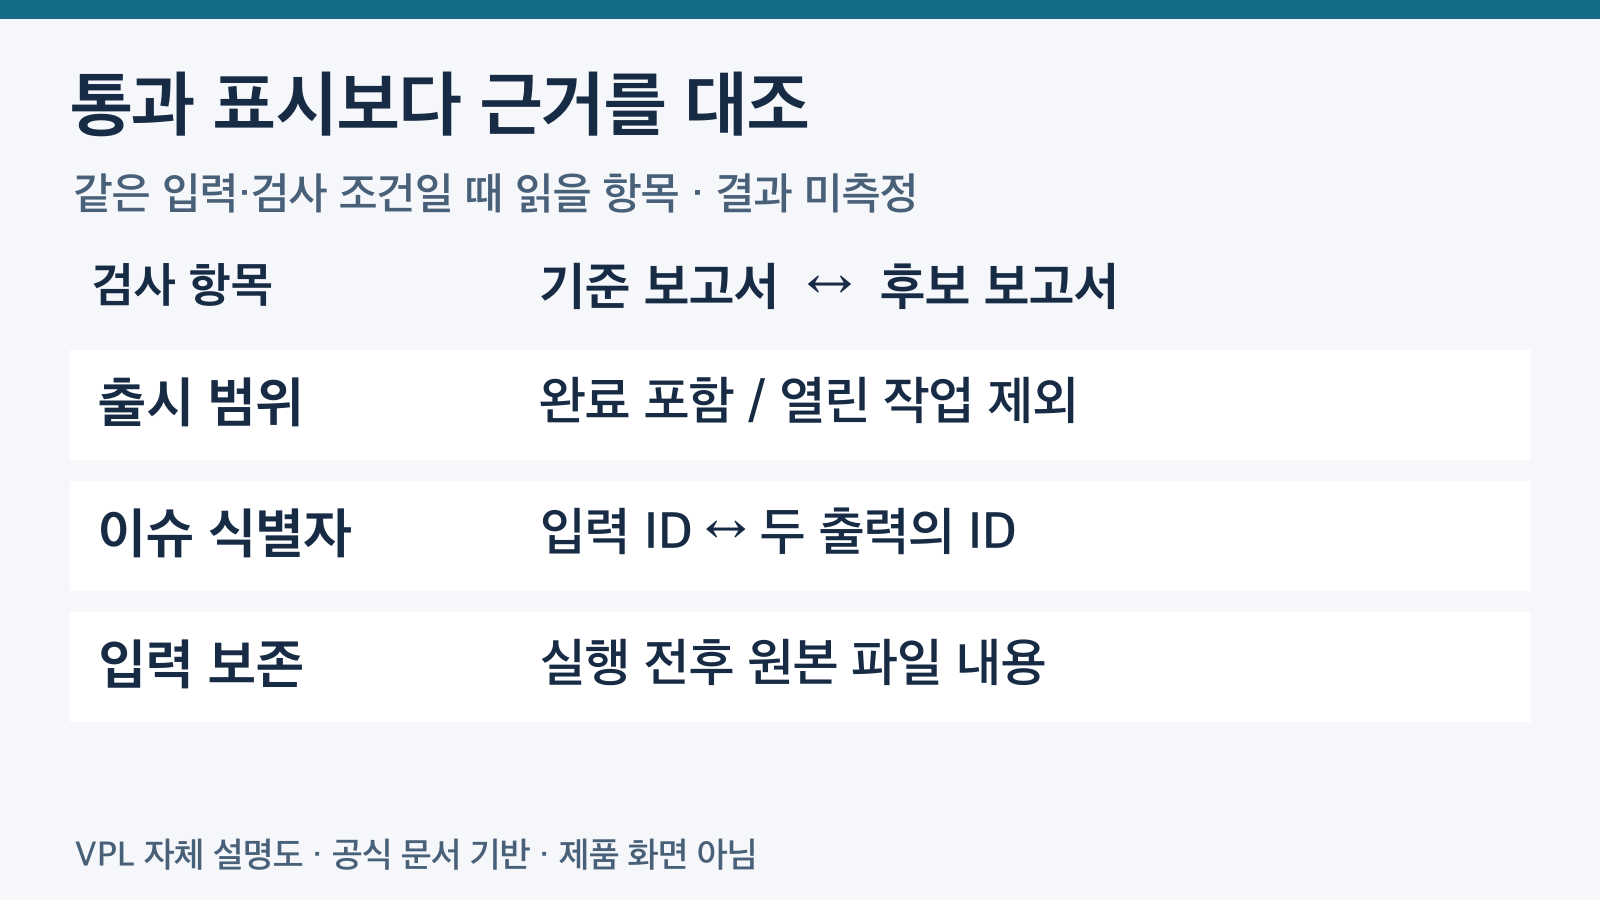 통과 표시보다 근거를 대조
같은 입력·검사 조건일 때 읽을 항목 · 결과 미측정
검사 항목 기준 보고서 ↔ 후보 보고서
출시 범위 완료 포함 / 열린 작업 제외
이슈 식별자 입력 ID ↔ 두 출력의 ID
입력 보존 실행 전후 원본 파일 내용
VPL 자체 설명도 · 공식 문서 기반 · 제품 화면 아님